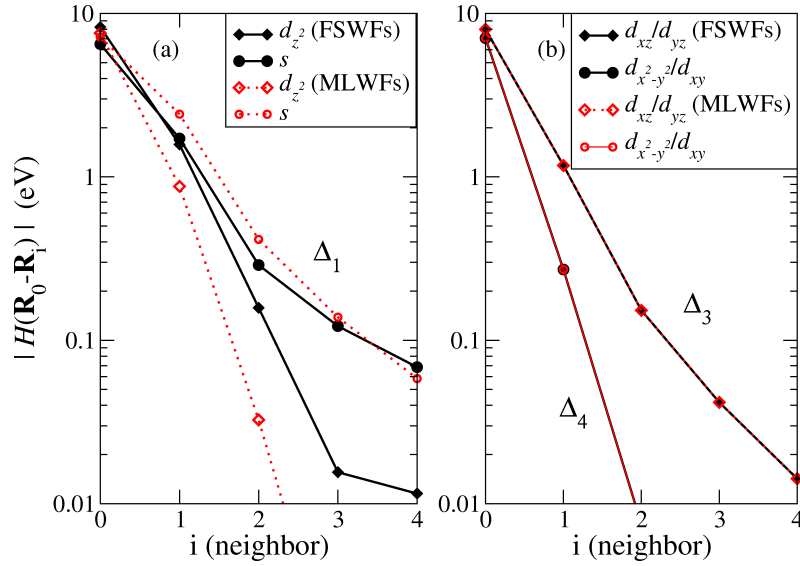 10
1
0.1
0.01
| H(R₀-Rᵢ) | (eV)
(a)
d_z² (FSWFs)
s
d_z² (MLWFs)
s
Δ₁
0 1 2 3 4
i (neighbor)
10
1
0.1
0.01
(b)
d_xz/d_yz (FSWFs)
d_x²-y²/d_xy
d_xz/d_yz (MLWFs)
d_x²-y²/d_xy
Δ₃
Δ₄
0 1 2 3 4
i (neighbor)